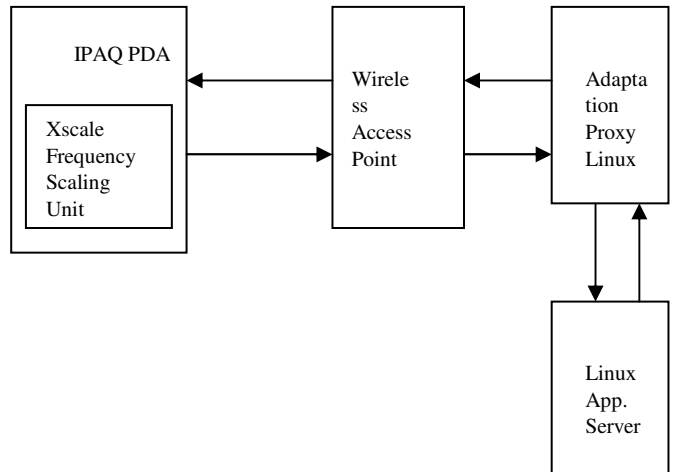 IPAQ PDA
Xscale
Frequency
Scaling
Unit
Wirele
ss
Access
Point
Adapta
tion
Proxy
Linux
Linux
App.
Server